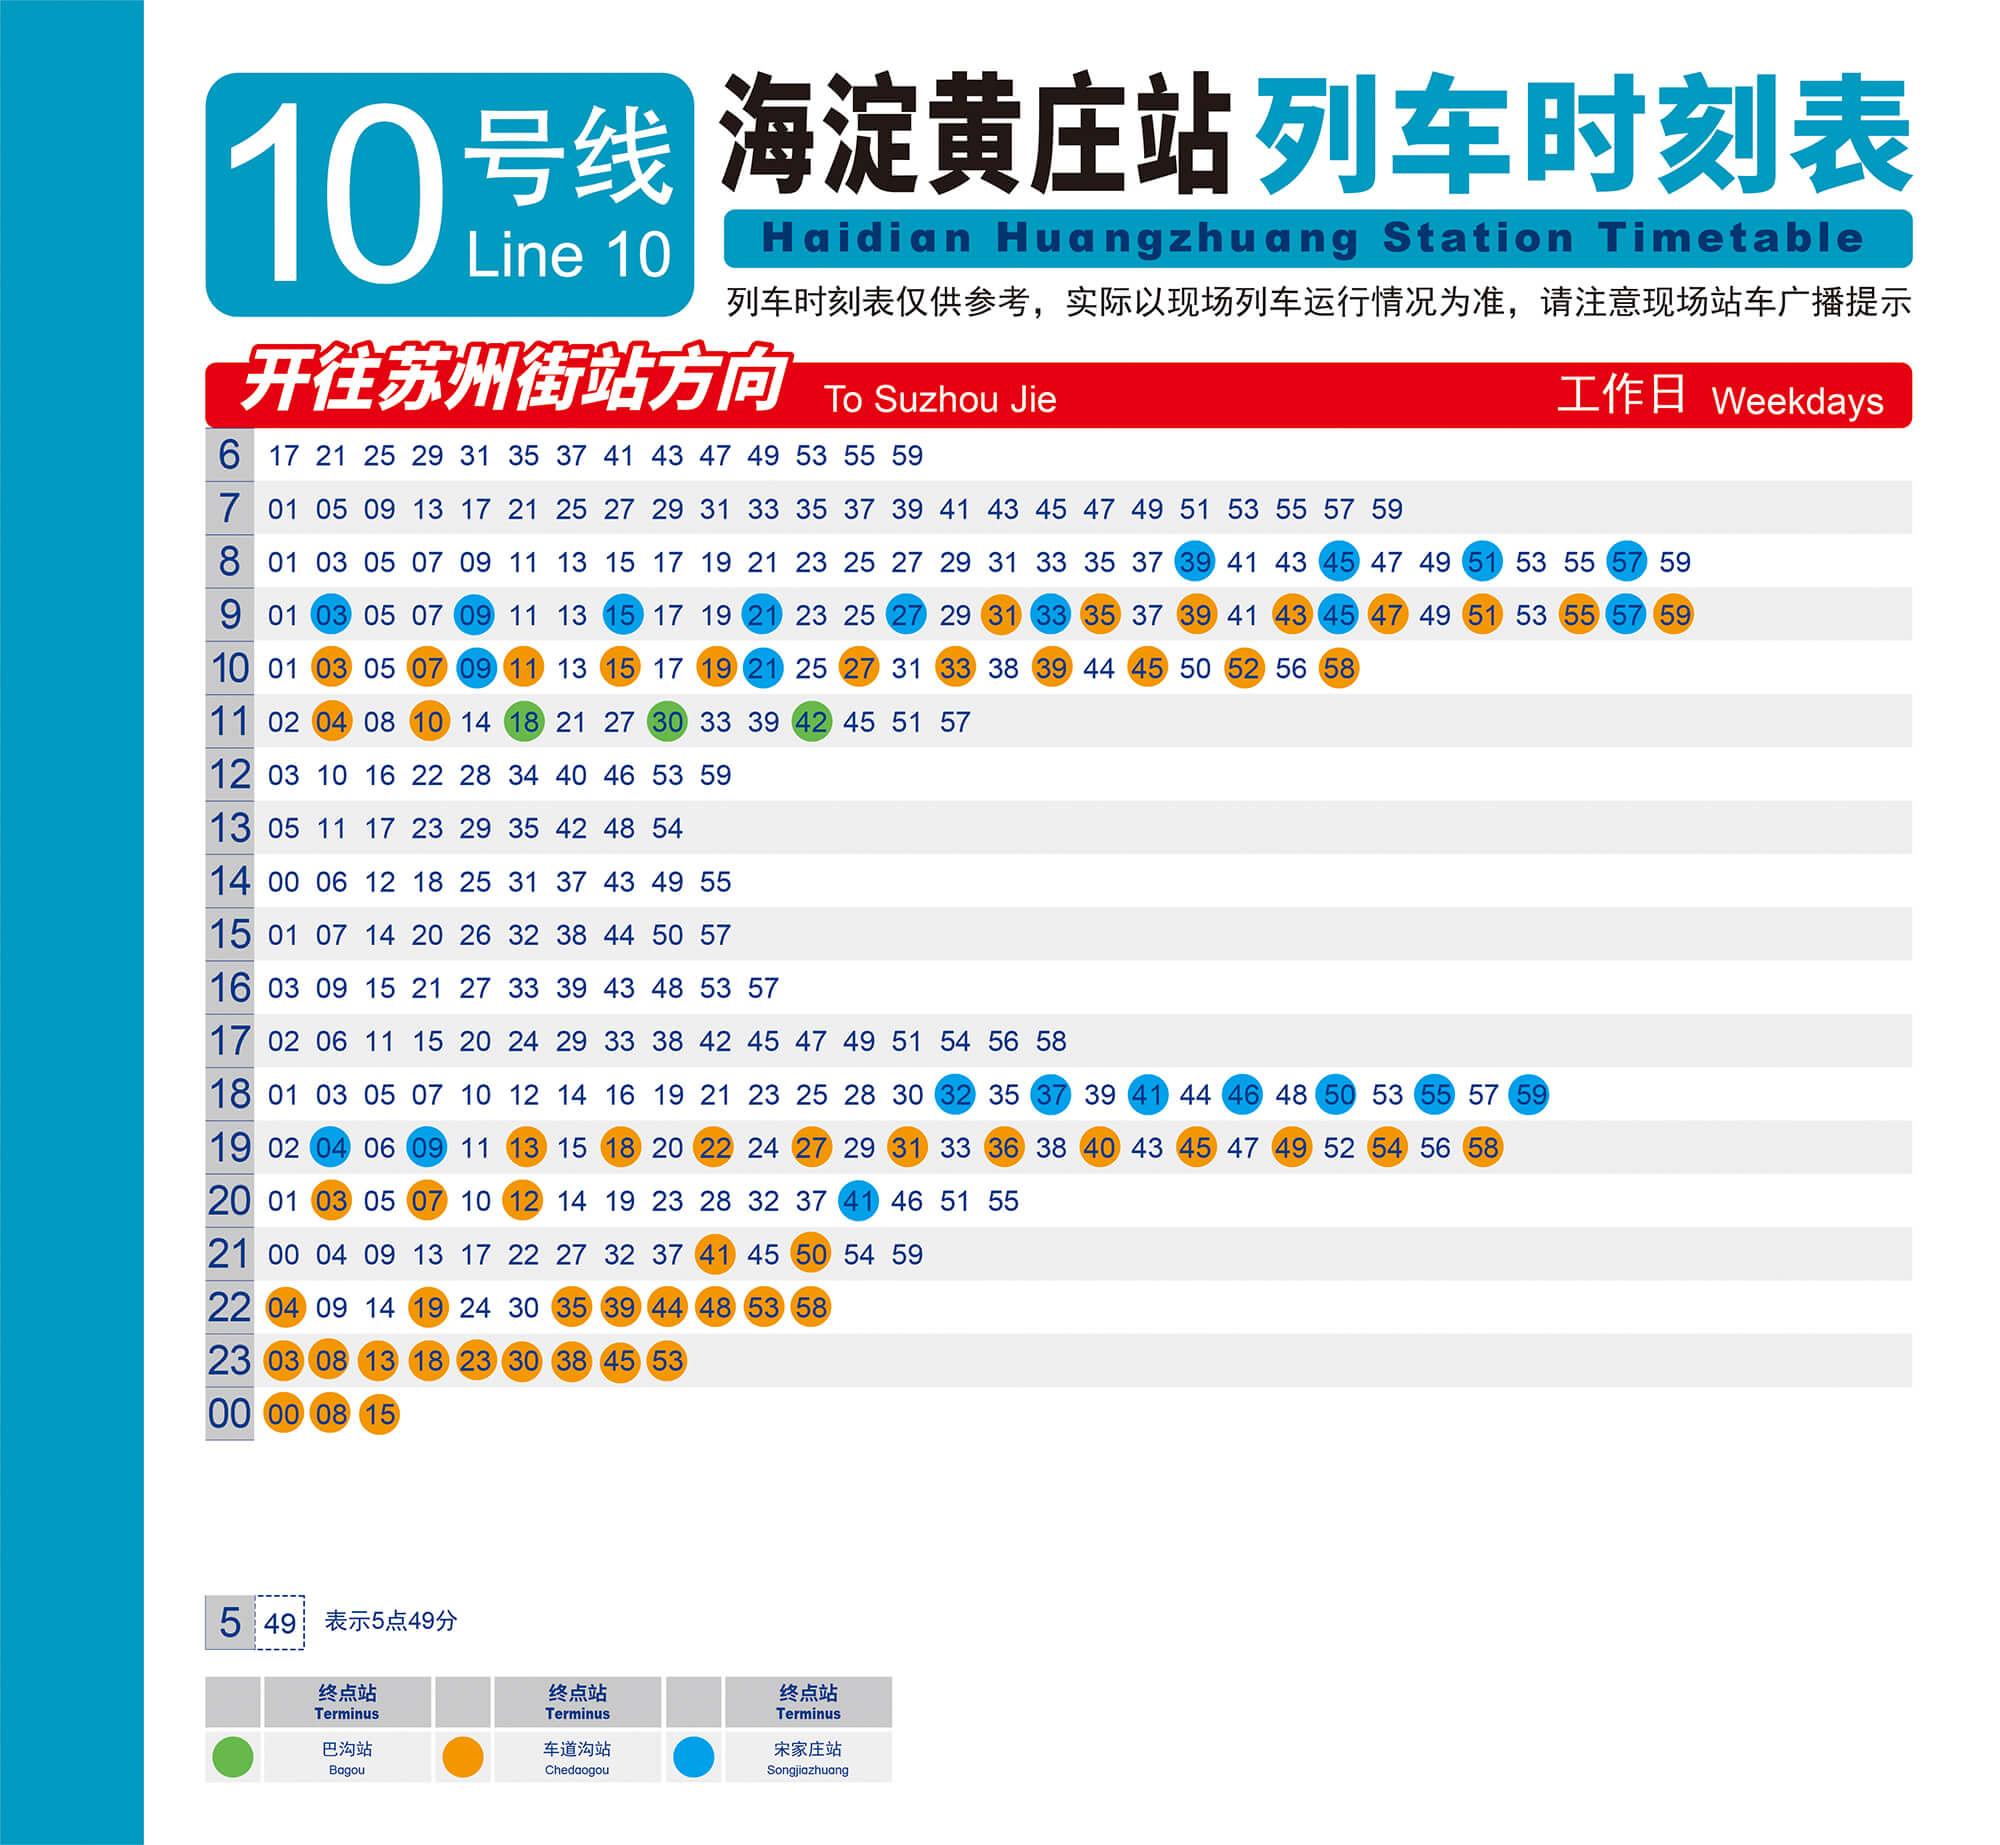 10号线
Line 10
海淀黄庄站列车时刻表
Haidian Huangzhuang Station Timetable
列车时刻表仅供参考，实际以现场列车运行情况为准，请注意现场站车广播提示
开往苏州街站方向 To Suzhou Jie 工作日 Weekdays
6 17 21 25 29 31 35 37 41 43 47 49 53 55 59
7 01 05 09 13 17 21 25 27 29 31 33 35 37 39 41 43 45 47 49 51 53 55 57 59
8 01 03 05 07 09 11 13 15 17 19 21 23 25 27 29 31 33 35 37 39 41 43 45 47 49 51 53 55 57 59
9 01 03 05 07 09 11 13 15 17 19 21 23 25 27 29 31 33 35 37 39 41 43 45 47 49 51 53 55 57 59
10 01 03 05 07 09 11 13 15 17 19 21 25 27 31 33 38 39 44 45 50 52 56 58
11 02 04 08 10 14 18 21 27 30 33 39 42 45 51 57
12 03 10 16 22 28 34 40 46 53 59
13 05 11 17 23 29 35 42 48 54
14 00 06 12 18 25 31 37 43 49 55
15 01 07 14 20 26 32 38 44 50 57
16 03 09 15 21 27 33 39 43 48 53 57
17 02 06 11 15 20 24 29 33 38 42 45 47 49 51 54 56 58
18 01 03 05 07 10 12 14 16 19 21 23 25 28 30 32 35 37 39 41 44 46 48 50 53 55 57 59
19 02 04 06 09 11 13 15 18 20 22 24 27 29 31 33 36 38 40 43 45 47 49 52 54 56 58
20 01 03 05 07 10 12 14 19 23 28 32 37 41 46 51 55
21 00 04 09 13 17 22 27 32 37 41 45 50 54 59
22 04 09 14 19 24 30 35 39 44 48 53 58
23 03 08 13 18 23 30 38 45 53
00 00 08 15
5 49 表示5点49分
终点站 终点站 终点站
Terminus Terminus Terminus
巴沟站 车道沟站 宋家庄站
Bagou Chedaogou Songjiazhuang